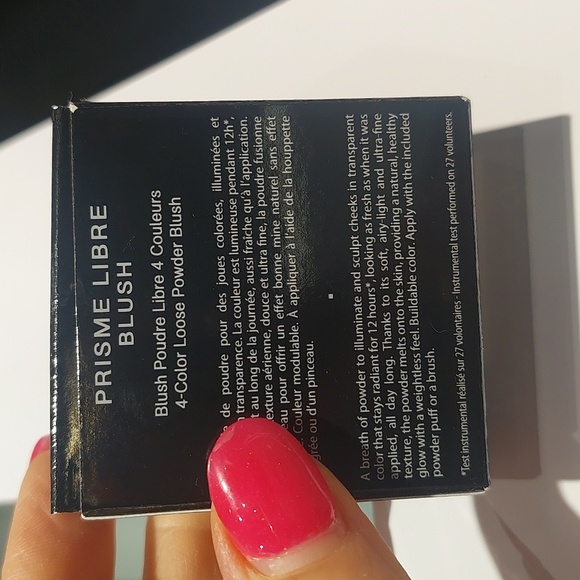 PRISME LIBRE
BLUSH
Blush Poudre Libre 4 Couleurs
4-Color Loose Powder Blush
de poudre pour des joues colorées, illuminées et
transparence. La couleur est lumineuse pendant 12h*,
au long de la journée, aussi fraîche qu'à l'application.
texture aérienne, douce et ultra fine, la poudre fusionne
pour offrir un effet bonne mine naturel sans effet
Couleur modulable. À appliquer à l'aide de la houppette
ou d'un pinceau.
A breath of powder to illuminate and sculpt cheeks in transparent
color that stays radiant for 12 hours*, looking as fresh as when it was
applied, all day long. Thanks to its soft, airy-light and ultra-fine
texture, the powder melts onto the skin, providing a natural, healthy
glow with a weightless feel. Buildable color. Apply with the included
powder puff or a brush.
*Test instrumental réalisé sur 27 volontaires - Instrumental test performed on 27 volunteers.